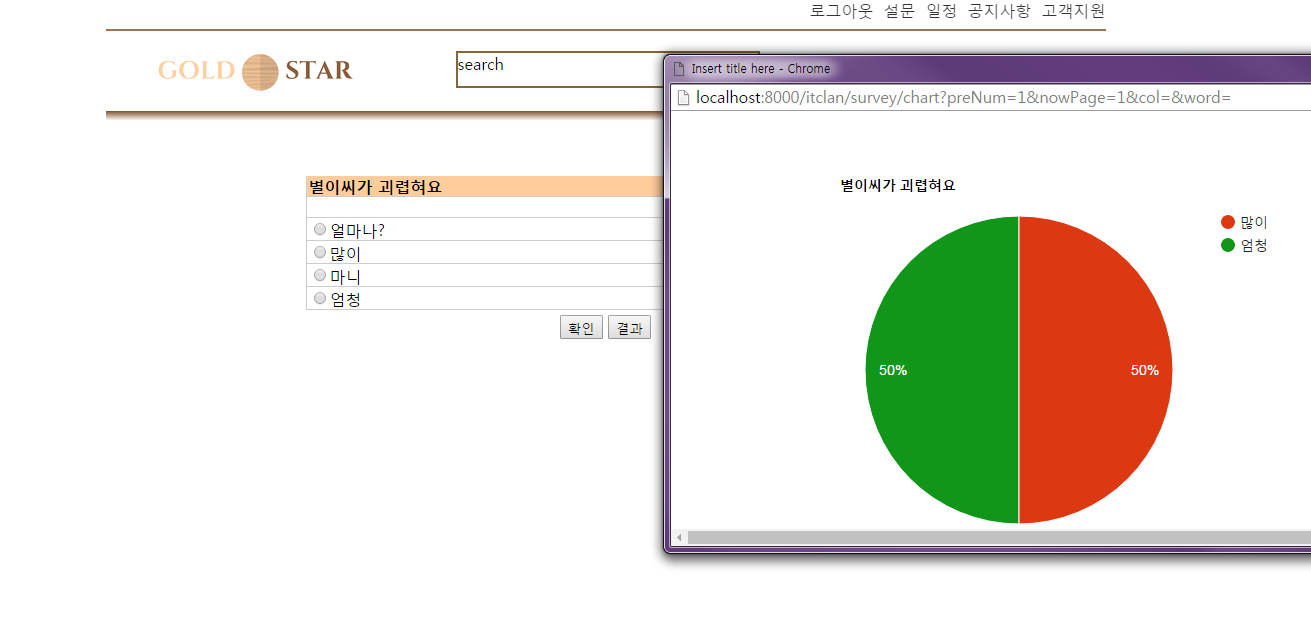 로그아웃 설문 일정 공지사항 고객지원
GOLD STAR
search
별이씨가 괴렵혀요
얼마나?
많이
마니
엄청
확인 결과
Insert title here - Chrome
localhost:8000/itclan/survey/chart?preNum=1&nowPage=1&col=&word=
별이씨가 괴렵혀요
많이
엄청
50% 50%